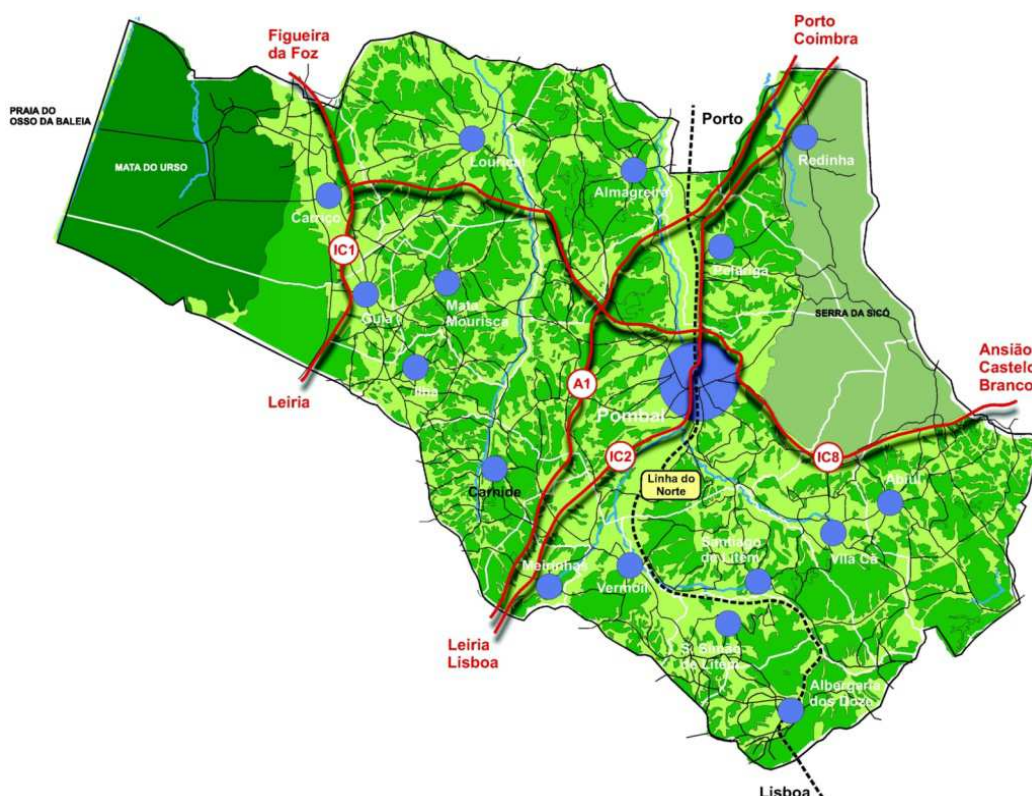 Figueira
da Foz
Porto
Coimbra
PRAIA DO
OSSO DA BALEIA
Porto
Louriçal
Redinha
MATA DO URSO
Almagreira
Carriço
IC1
Pelariga
Mata
Mourisca
Guia
SERRA DA SICÓ
Ilha
Ansião
Castelo
Branco
Leiria
A1
Pombal
IC2
IC8
Carnide
Linha do
Norte
Abiul
Santiago
de Litém
Vila Cã
Meirinhas
Vermoil
Leiria
Lisboa
S. Simão
de Litém
Albergaria
dos Doze
Lisboa